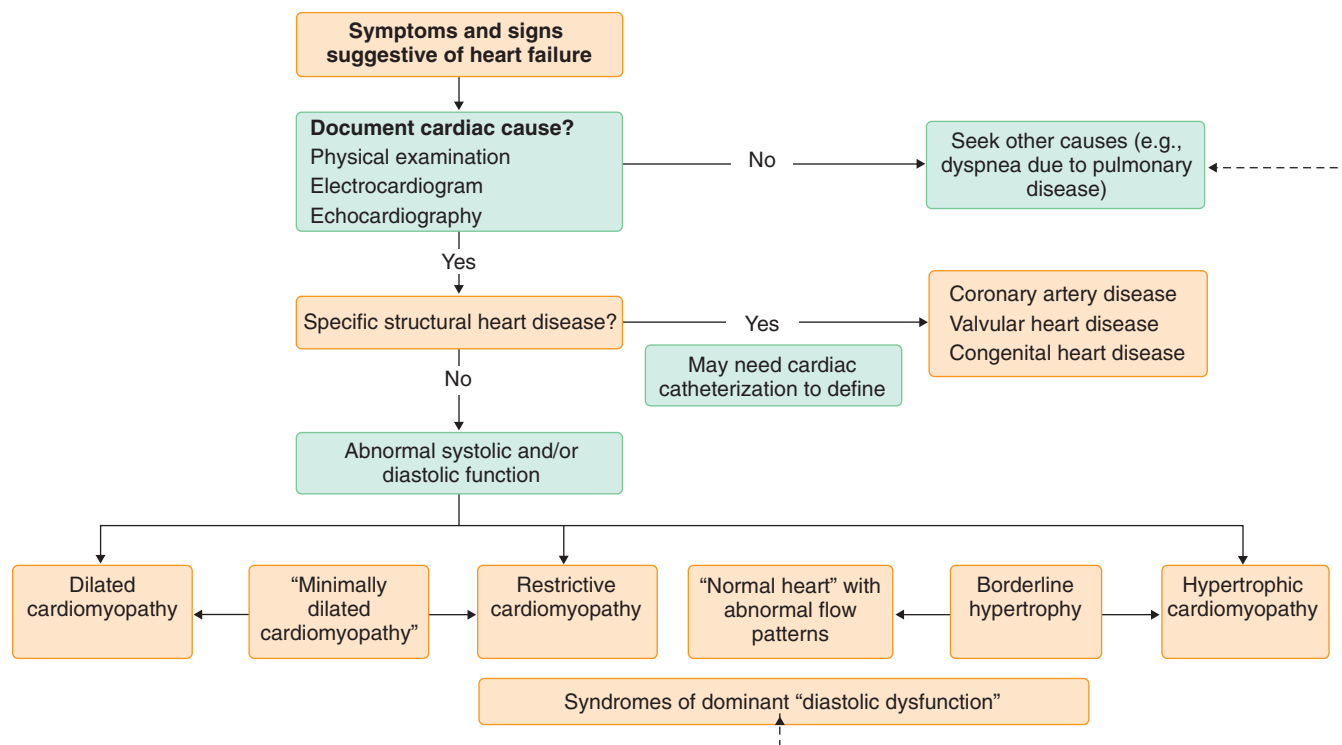 Symptoms and signs
suggestive of heart failure
Document cardiac cause?
Physical examination
Electrocardiogram
Echocardiography
No
Seek other causes (e.g.,
dyspnea due to pulmonary
disease)
Yes
Specific structural heart disease?
Yes
May need cardiac
catheterization to define
Coronary artery disease
Valvular heart disease
Congenital heart disease
No
Abnormal systolic and/or
diastolic function
Dilated
cardiomyopathy
“Minimally
dilated
cardiomyopathy”
Restrictive
cardiomyopathy
“Normal heart” with
abnormal flow
patterns
Borderline
hypertrophy
Hypertrophic
cardiomyopathy
Syndromes of dominant “diastolic dysfunction”